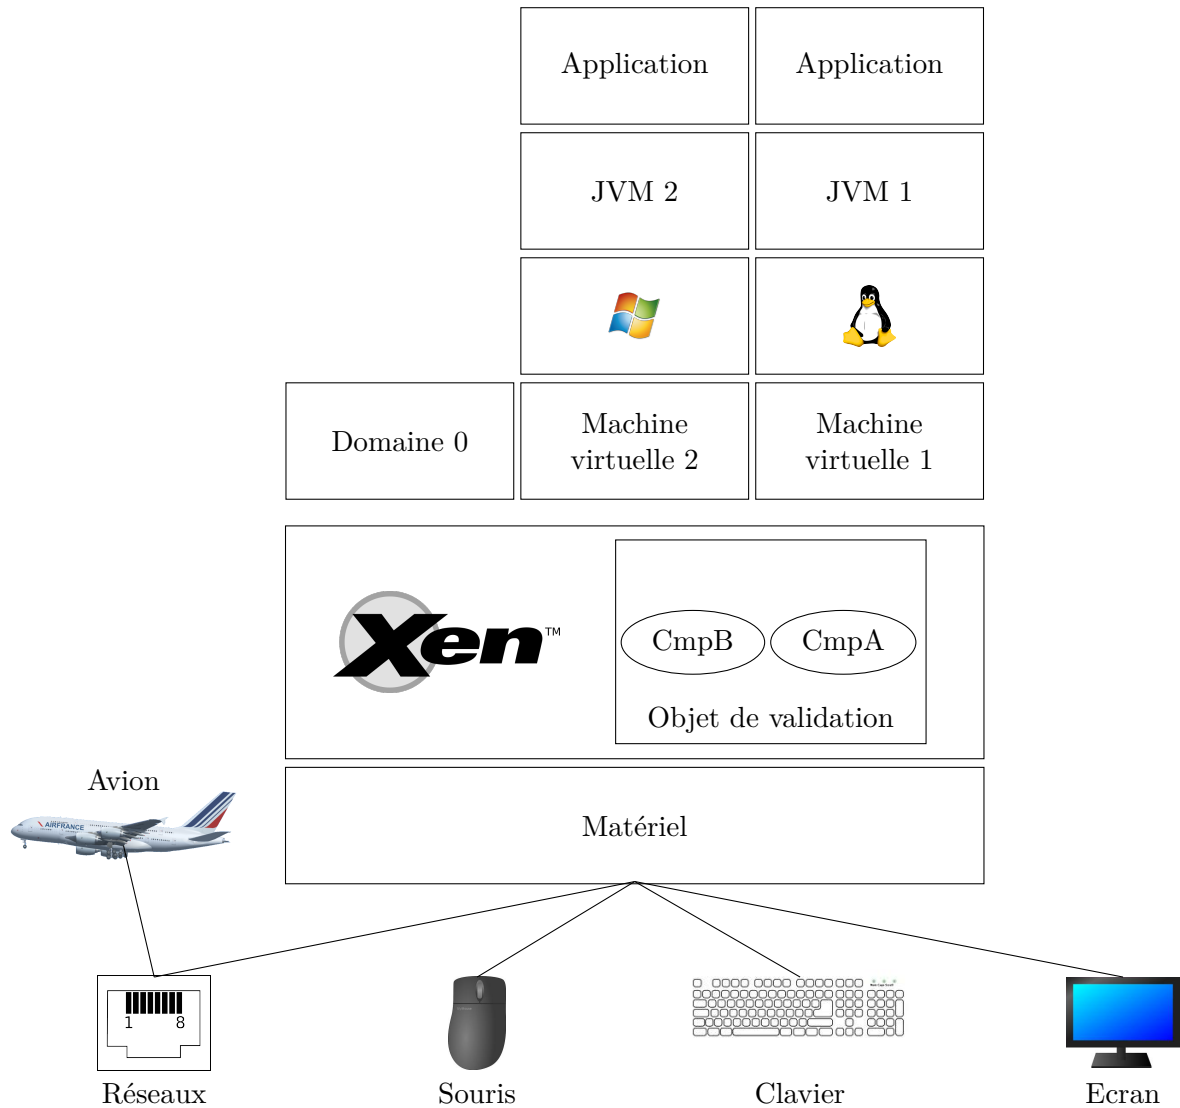 Application
Application
JVM 2
JVM 1
Domaine 0
Machine
virtuelle 2
Machine
virtuelle 1
Xen™
CmpB
CmpA
Objet de validation
Avion
AIRFRANCE
Matériel
1
8
Réseaux
Souris
Clavier
Ecran